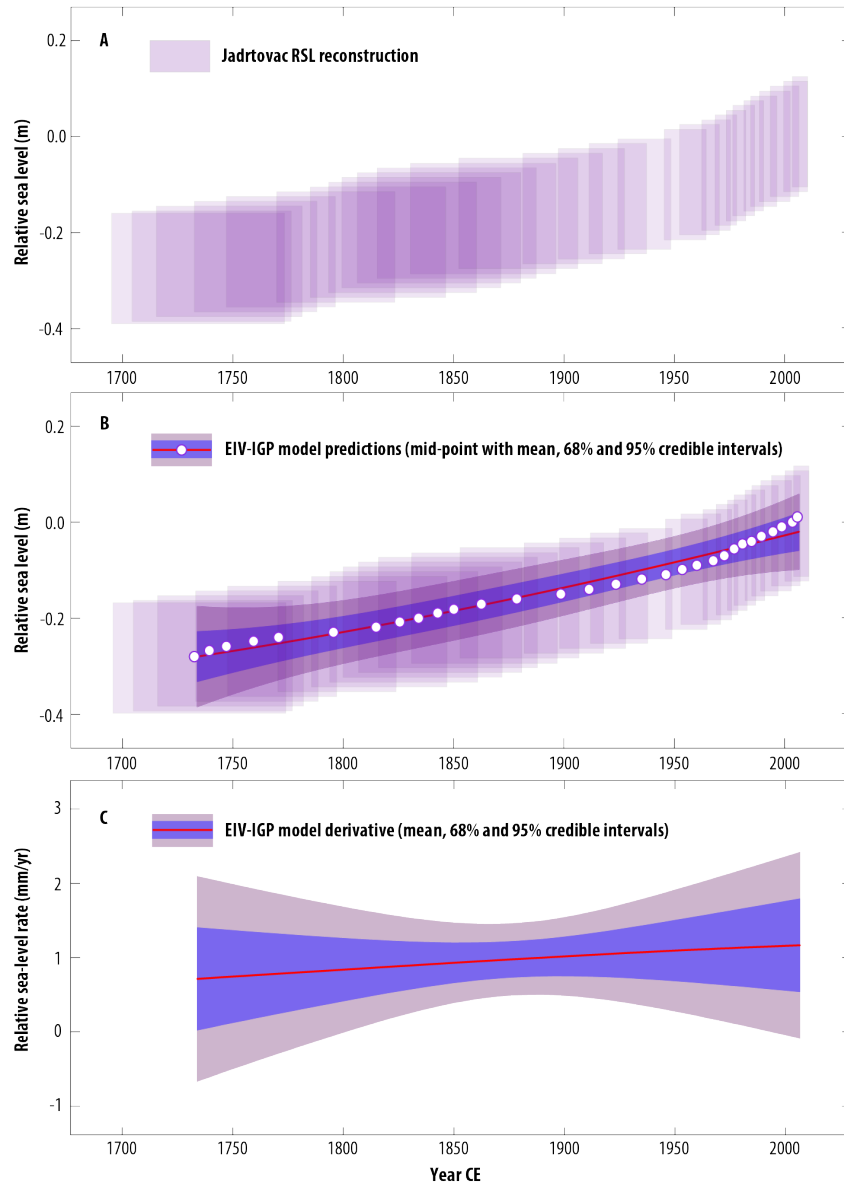 A
Jadrtovac RSL reconstruction
0.2
0.0
-0.2
-0.4
Relative sea level (m)
1700 1750 1800 1850 1900 1950 2000
B
EIV-IGP model predictions (mid-point with mean, 68% and 95% credible intervals)
0.2
0.0
-0.2
-0.4
Relative sea level (m)
1700 1750 1800 1850 1900 1950 2000
C
EIV-IGP model derivative (mean, 68% and 95% credible intervals)
3
2
1
0
-1
Relative sea-level rate (mm/yr)
1700 1750 1800 1850 1900 1950 2000
Year CE